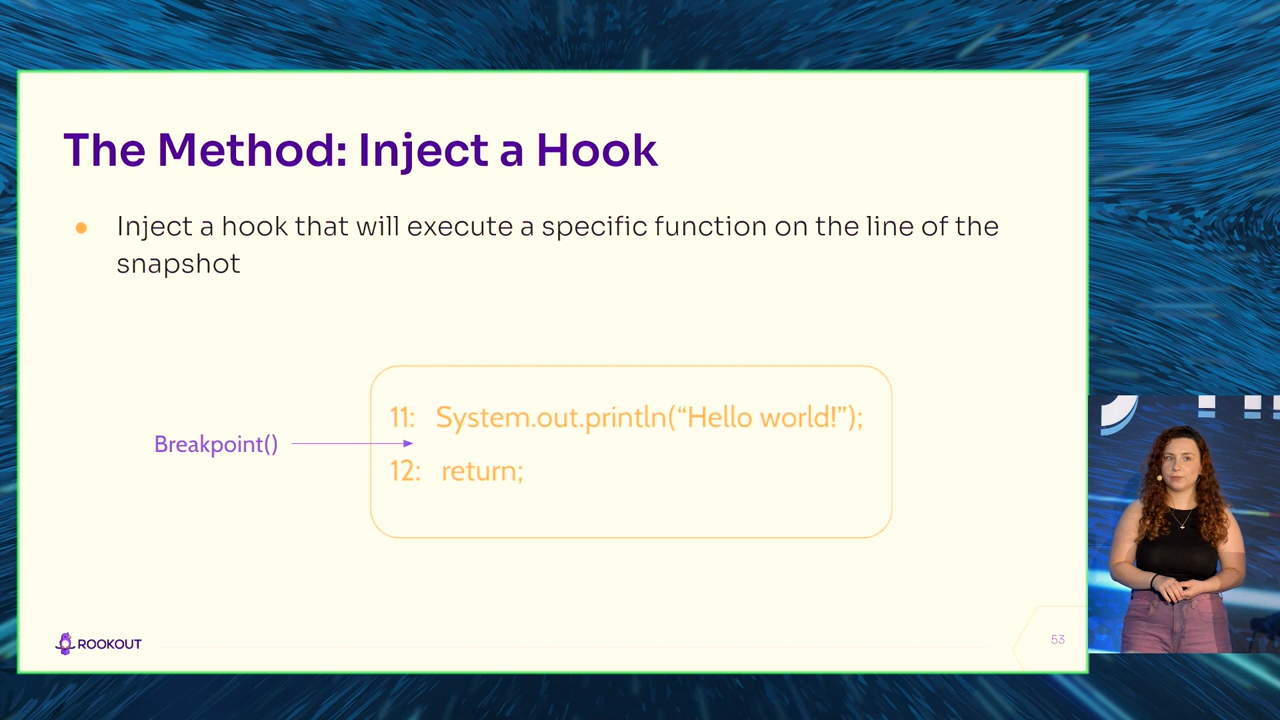 The Method: Inject a Hook
Inject a hook that will execute a specific function on the line of the
snapshot
11: System.out.println(“Hello world!”);
Breakpoint()
12: return;
ROOKOUT
53